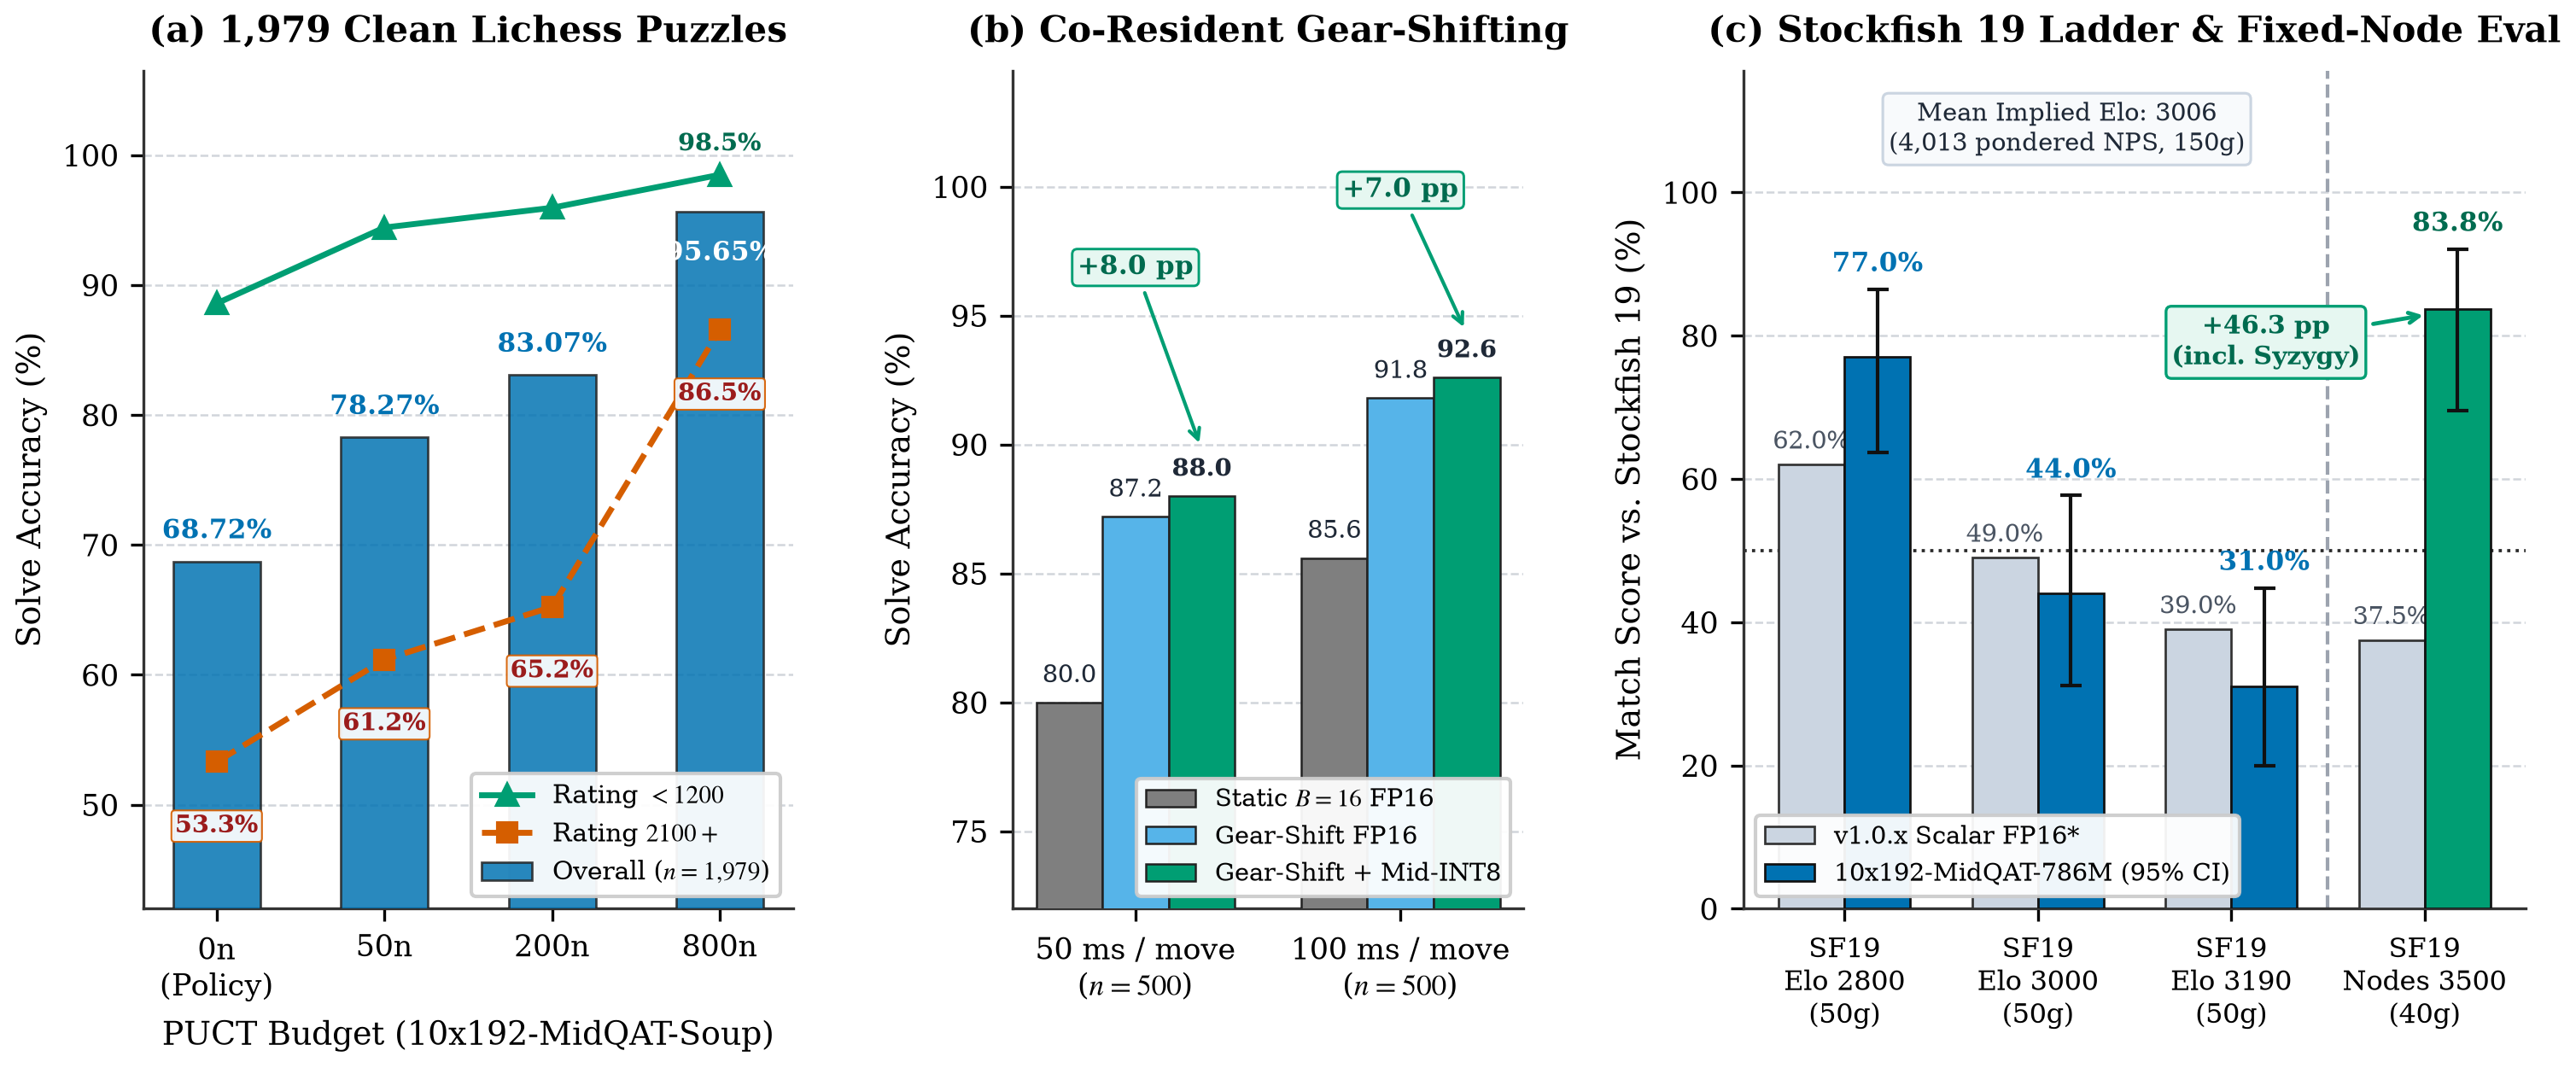 (a) 1,979 Clean Lichess Puzzles
Solve Accuracy (%)
100
90
80
70
60
50
98.5%
95.65%
83.07%
78.27%
68.72%
86.5%
65.2%
61.2%
53.3%
Rating < 1200
Rating 2100 +
Overall (n = 1,979)
0n
(Policy)
50n
200n
800n
PUCT Budget (10x192-MidQAT-Soup)
(b) Co-Resident Gear-Shifting
Solve Accuracy (%)
100
95
90
85
80
75
+8.0 pp
+7.0 pp
80.0
87.2
88.0
85.6
91.8
92.6
Static B = 16 FP16
Gear-Shift FP16
Gear-Shift + Mid-INT8
50 ms / move
(n = 500)
100 ms / move
(n = 500)
(c) Stockfish 19 Ladder & Fixed-Node Eval
Match Score vs. Stockfish 19 (%)
100
80
60
40
20
0
Mean Implied Elo: 3006
(4,013 pondered NPS, 150g)
62.0%
77.0%
49.0%
44.0%
39.0%
31.0%
37.5%
83.8%
+46.3 pp
(incl. Syzygy)
v1.0.x Scalar FP16*
10x192-MidQAT-786M (95% CI)
SF19
Elo 2800
(50g)
SF19
Elo 3000
(50g)
SF19
Elo 3190
(50g)
SF19
Nodes 3500
(40g)